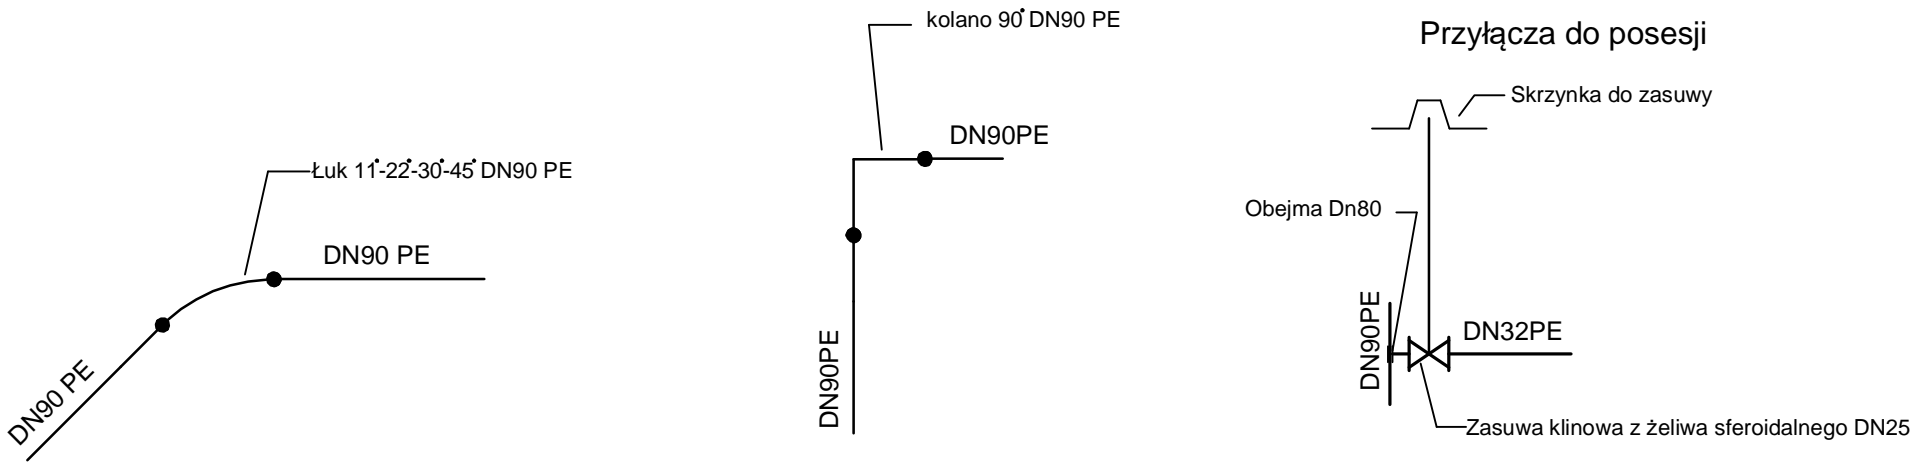 Łuk 11°-22°-30°-45° DN90 PE
DN90 PE
DN90 PE
kolano 90° DN90 PE
DN90PE
DN90PE
Przyłącza do posesji
Skrzynka do zasuwy
Obejma Dn80
DN90PE
DN32PE
Zasuwa klinowa z żeliwa sferoidalnego DN25